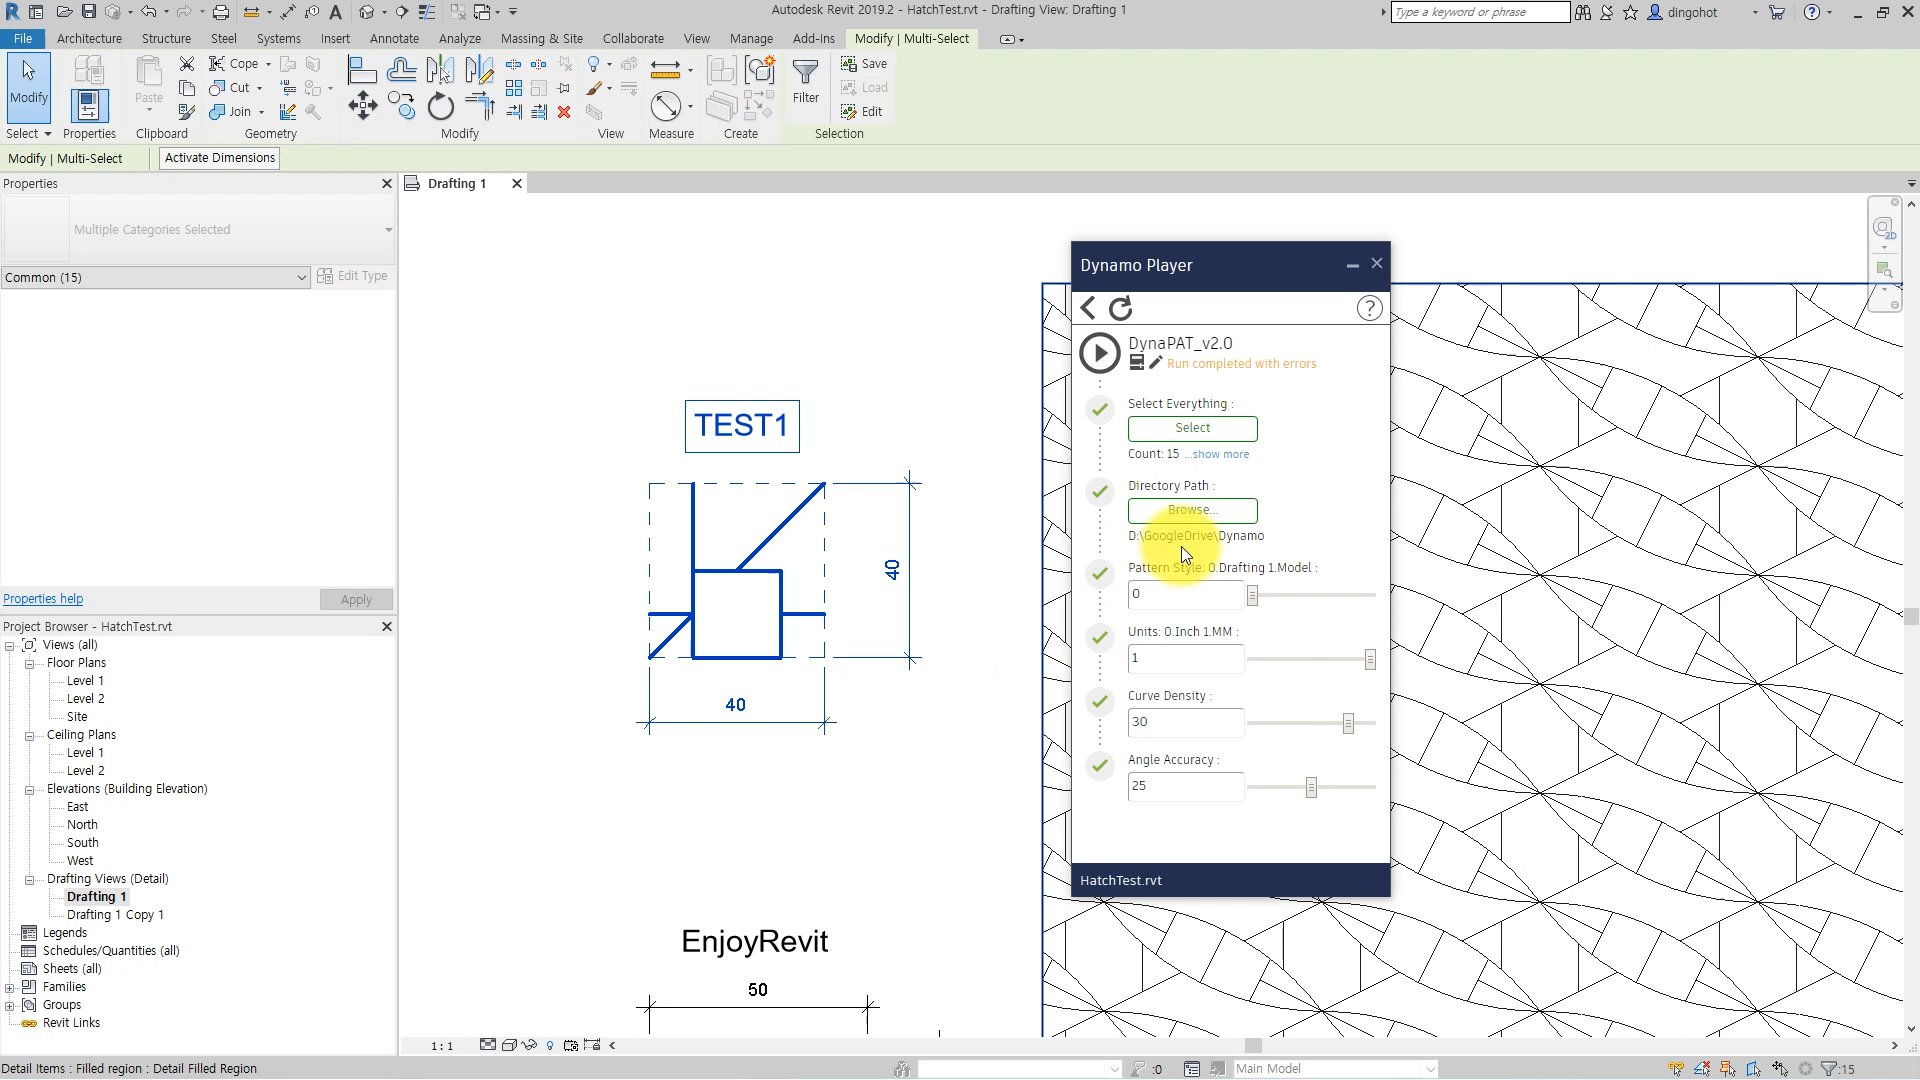 Autodesk Revit 2019.2 - HatchTest.rvt - Drafting View: Drafting 1
Type a keyword or phrase
dingohot
File
Architecture
Structure
Steel
Systems
Insert
Annotate
Analyze
Massing & Site
Collaborate
View
Manage
Add-Ins
Modify | Multi-Select
Modify
Paste
Cope
Cut
Join
Filter
Save
Load
Edit
Select
Properties
Clipboard
Geometry
Modify
View
Measure
Create
Selection
Modify | Multi-Select
Activate Dimensions
Properties
Multiple Categories Selected
Common (15)
Edit Type
Properties help
Apply
Project Browser - HatchTest.rvt
Views (all)
Floor Plans
Level 1
Level 2
Site
Ceiling Plans
Level 1
Level 2
Elevations (Building Elevation)
East
North
South
West
Drafting Views (Detail)
Drafting 1
Drafting 1 Copy 1
Legends
Schedules/Quantities (all)
Sheets (all)
Families
Groups
Revit Links
Drafting 1
2D
TEST1
40
40
EnjoyRevit
50
Dynamo Player
?
DynaPAT_v2.0
Run completed with errors
Select Everything :
Select
Count: 15 ...show more
Directory Path :
Browse...
D:\GoogleDrive\Dynamo
Pattern Style: 0.Drafting 1.Model :
0
Units: 0.Inch 1.MM :
1
Curve Density :
30
Angle Accuracy :
25
HatchTest.rvt
1 : 1
Detail Items : Filled region : Detail Filled Region
:0
Main Model
:15